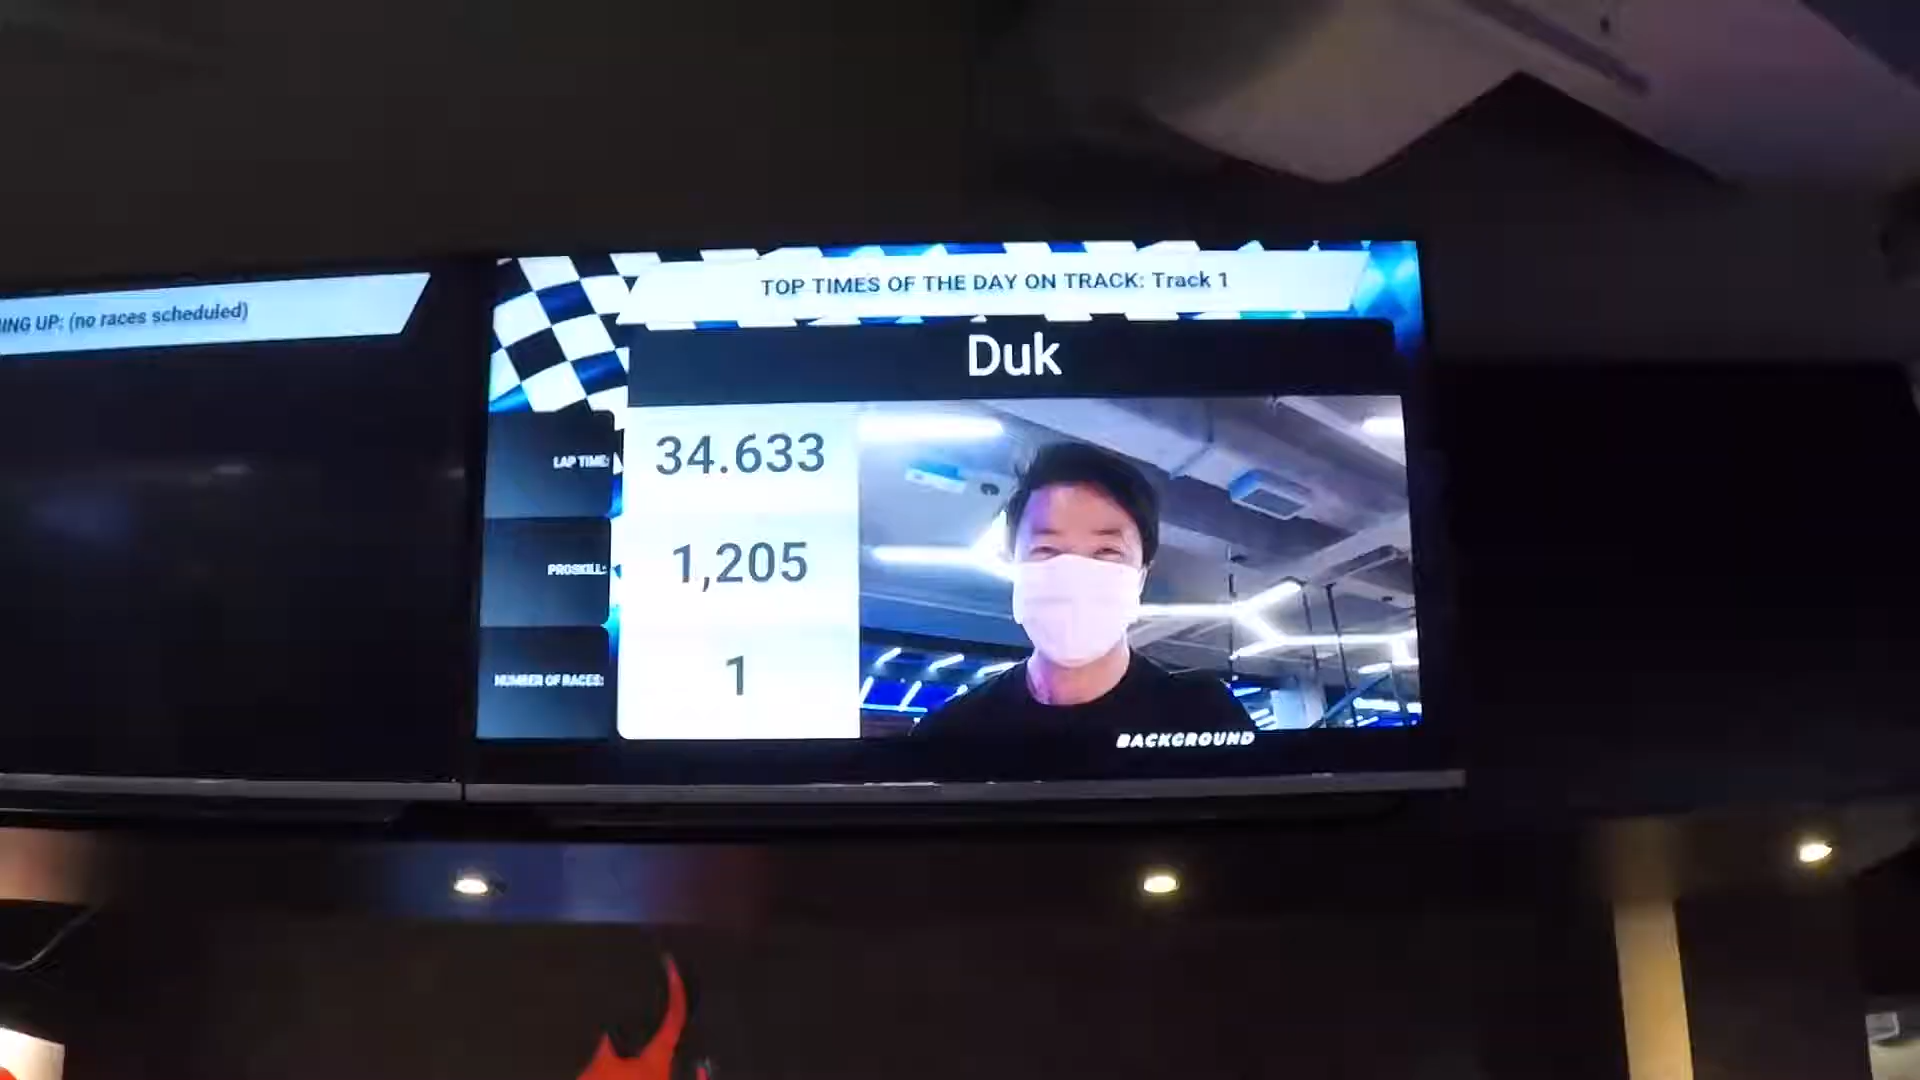 ING UP: (no races scheduled)
TOP TIMES OF THE DAY ON TRACK: Track 1
Duk
LAP TIME: 34.633
PROSKILL: 1,205
NUMBER OF RACES: 1
BACKGROUND